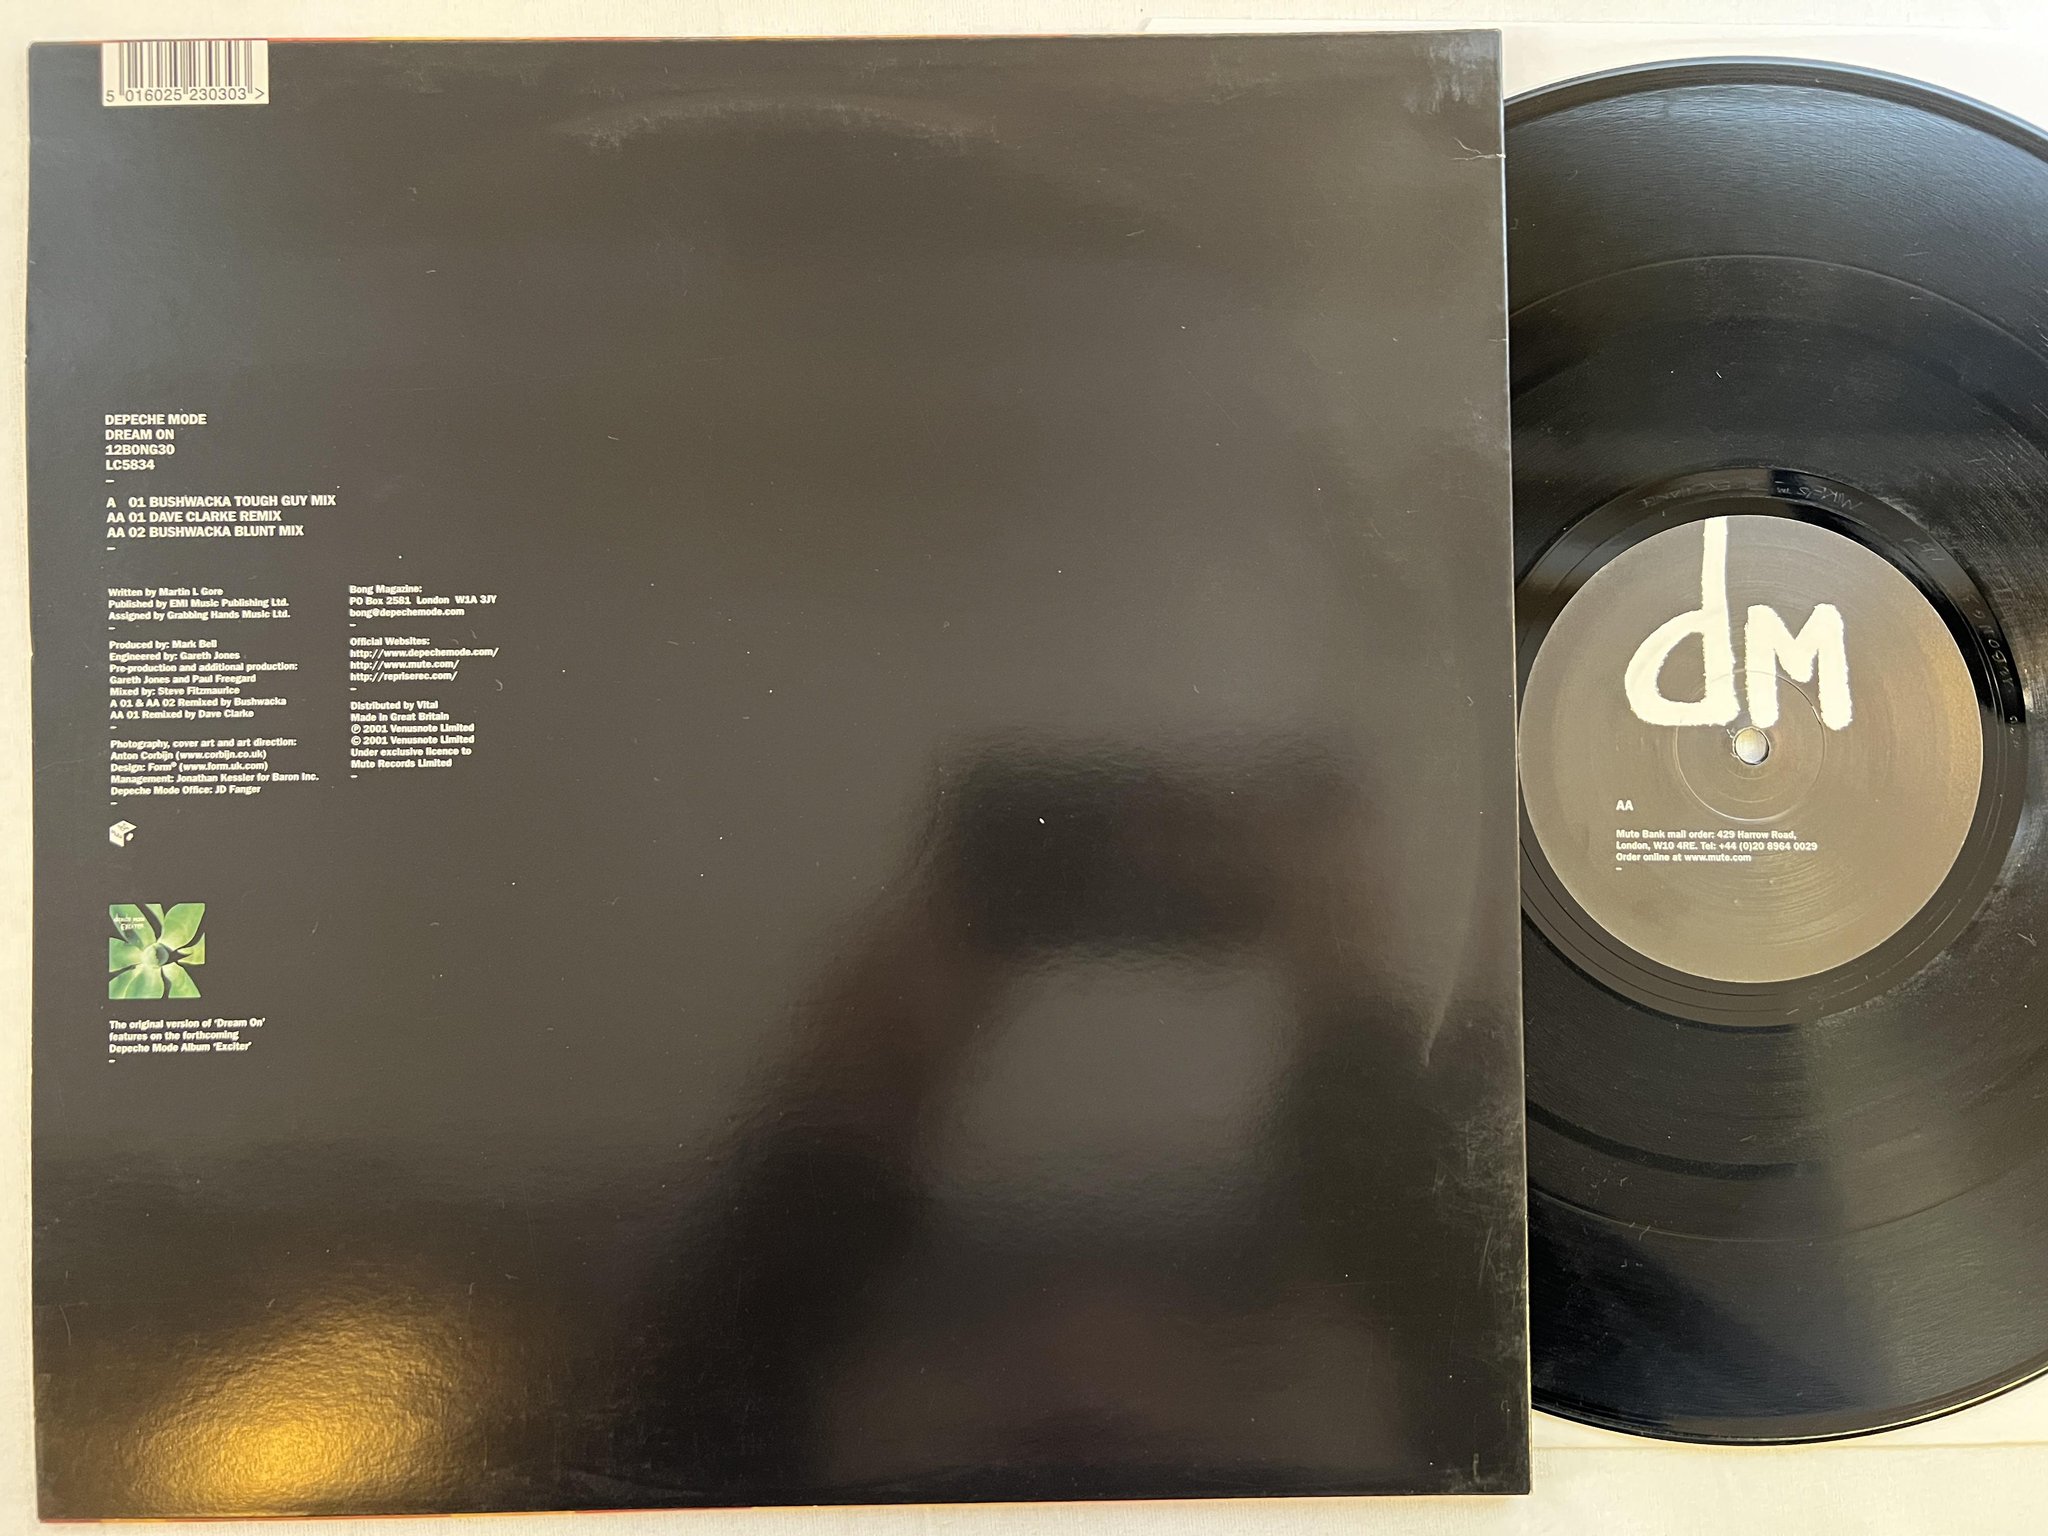 5 016025 230303 >
DEPECHE MODE
DREAM ON
12BONG30
LC5834
–
A 01 BUSHWACKA TOUGH GUY MIX
AA 01 DAVE CLARKE REMIX
AA 02 BUSHWACKA BLUNT MIX
–
Written by Martin L Gore
Published by EMI Music Publishing Ltd.
Assigned by Grabbing Hands Music Ltd.
–
Produced by: Mark Bell
Engineered by: Gareth Jones
Pre-production and additional production:
Gareth Jones and Paul Freegard
Mixed by: Steve Fitzmaurice
A 01 & AA 02 Remixed by Bushwacka
AA 01 Remixed by Dave Clarke
–
Photography, cover art and art direction:
Anton Corbijn (www.corbijn.co.uk)
Design: Form® (www.form.uk.com)
Management: Jonathan Kessler for Baron Inc.
Depeche Mode Office: JD Fanger
–
Bong Magazine:
PO Box 2581 London W1A 3JY
bong@depechemode.com
–
Official Websites:
http://www.depechemode.com/
http://www.mute.com/
http://repriserec.com/
–
Distributed by Vital
Made in Great Britain
℗ 2001 Venusnote Limited
© 2001 Venusnote Limited
Under exclusive licence to
Mute Records Limited
–
depeche mode
EXCITER
The original version of 'Dream On'
features on the forthcoming
Depeche Mode Album 'Exciter'
–
dM
AA
Mute Bank mail order: 429 Harrow Road,
London, W10 4RE. Tel: +44 (0)20 8964 0029
Order online at www.mute.com
–